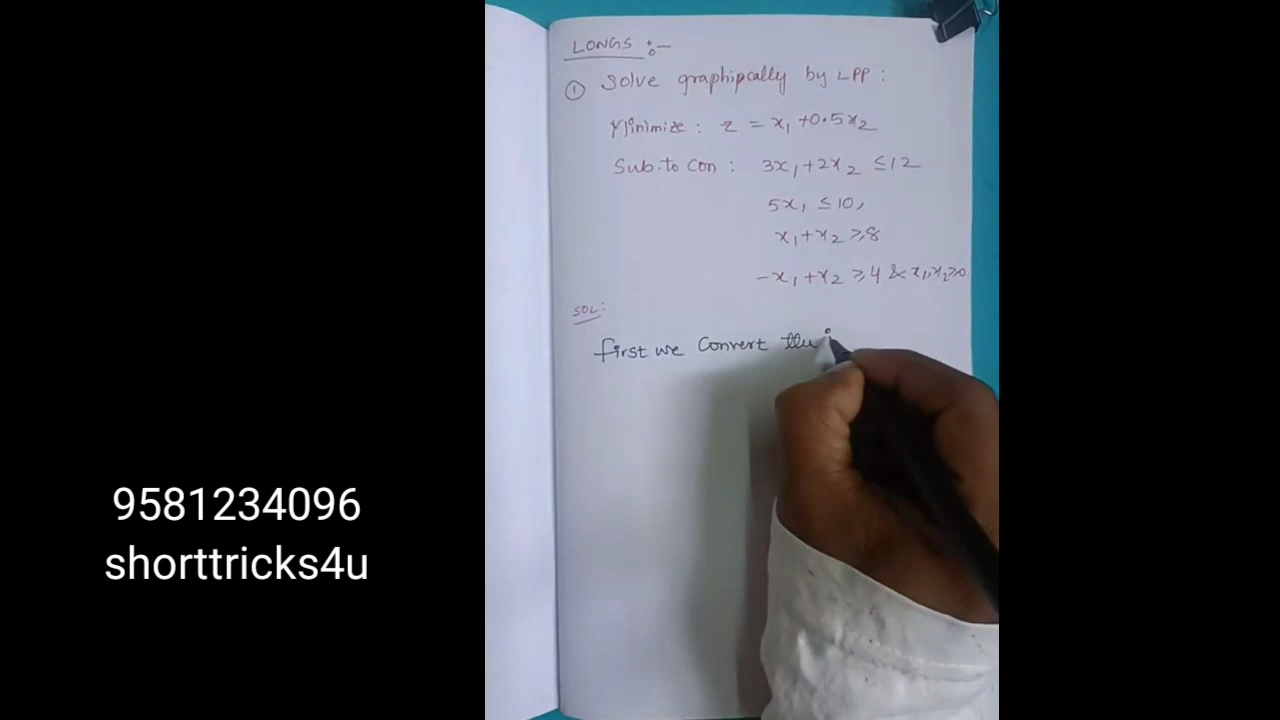 LONGS :-
① Solve graphipcally by LPP :
Minimize : z = x₁ + 0.5x₂
Sub.to Con : 3x₁ + 2x₂ ≤ 12
5x₁ ≤ 10,
x₁ + x₂ ≥ 8
-x₁ + x₂ ≥ 4 & x₁, x₂ ≥ 0.
SOL:
first we Convert the
9581234096
shorttricks4u